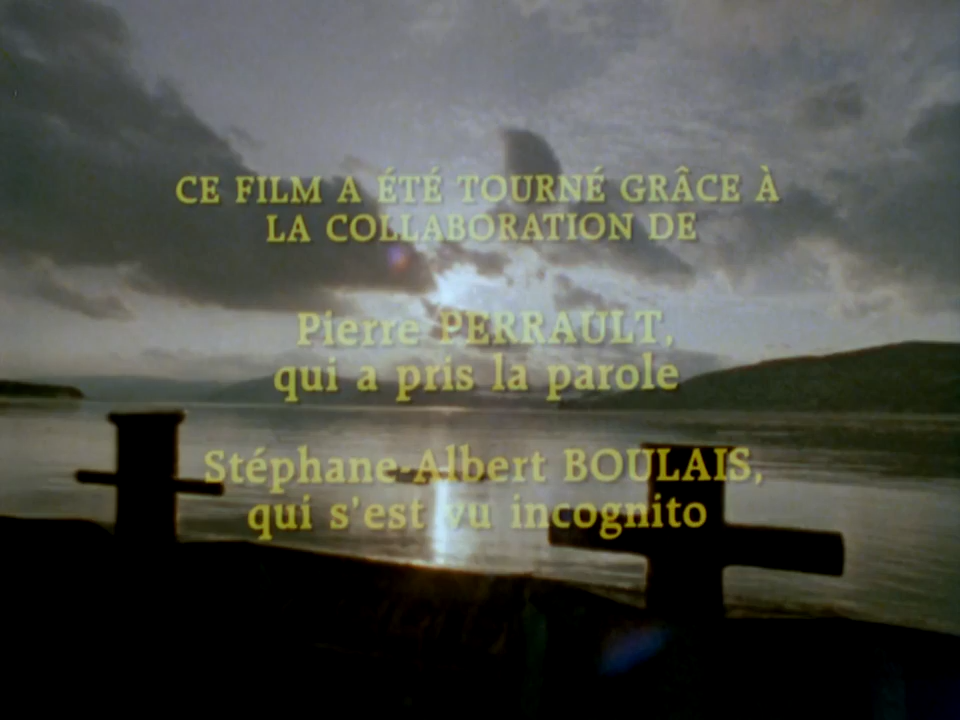 CE FILM A ÉTÉ TOURNÉ GRÂCE À
LA COLLABORATION DE
Pierre PERRAULT,
qui a pris la parole
Stéphane-Albert BOULAIS,
qui s'est vu incognito